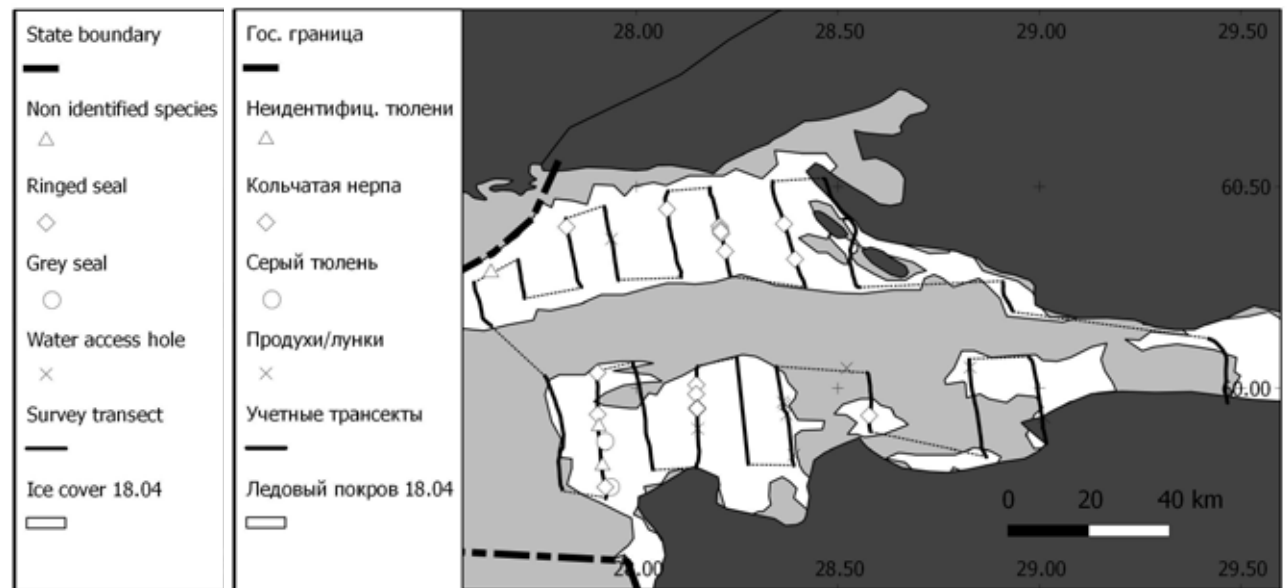 State boundary
Non identified species
Ringed seal
Grey seal
Water access hole
Survey transect
Ice cover 18.04
Гос. граница
Неидентифиц. тюлени
Кольчатая нерпа
Серый тюлень
Продухи/лунки
Учетные трансекты
Ледовый покров 18.04
28.00 28.50 29.00 29.50
60.50
60.00
0 20 40 km
28.00 28.50 29.00 29.50